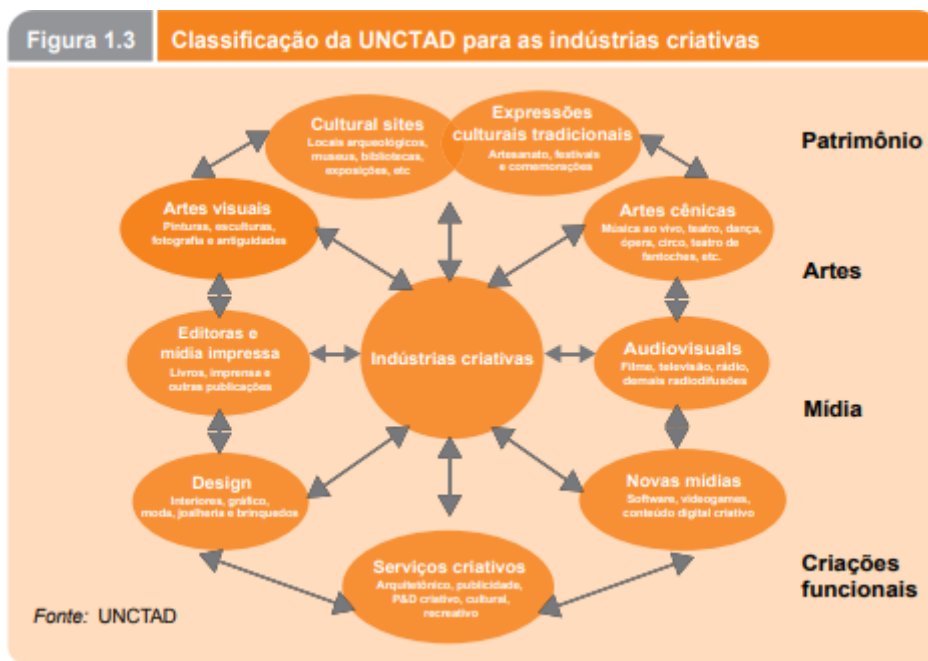 Figura 1.3
Classificação da UNCTAD para as indústrias criativas
Cultural sites
Locais arqueológicos,
museus, bibliotecas,
exposições, etc
Expressões
culturais tradicionais
Artesanato, festivais
e comemorações
Patrimônio
Artes visuais
Pinturas, esculturas,
fotografia e antiguidades
Artes cênicas
Música ao vivo, teatro, dança,
ópera, circo, teatro de
fantoches, etc.
Artes
Editoras e
mídia impressa
Livros, imprensa e
outras publicações
Indústrias criativas
Audiovisuals
Filme, televisão, rádio,
demais radiodifusões
Mídia
Design
Interiores, gráfico,
moda, joalheria e brinquedos
Novas mídias
Software, videogames,
conteúdo digital criativo
Serviços criativos
Arquitetônico, publicidade,
P&D criativo, cultural,
recreativo
Criações
funcionais
Fonte: UNCTAD